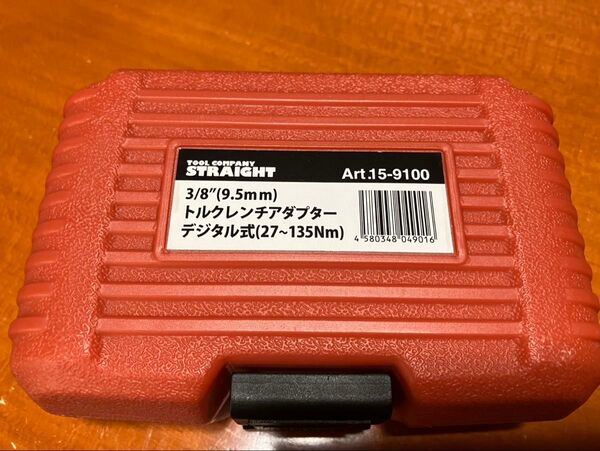 TOOL COMPANY
STRAIGHT
Art.15-9100
3/8”(9.5mm)
トルクレンチアダプター
デジタル式(27~135Nm)
4 580348 049016